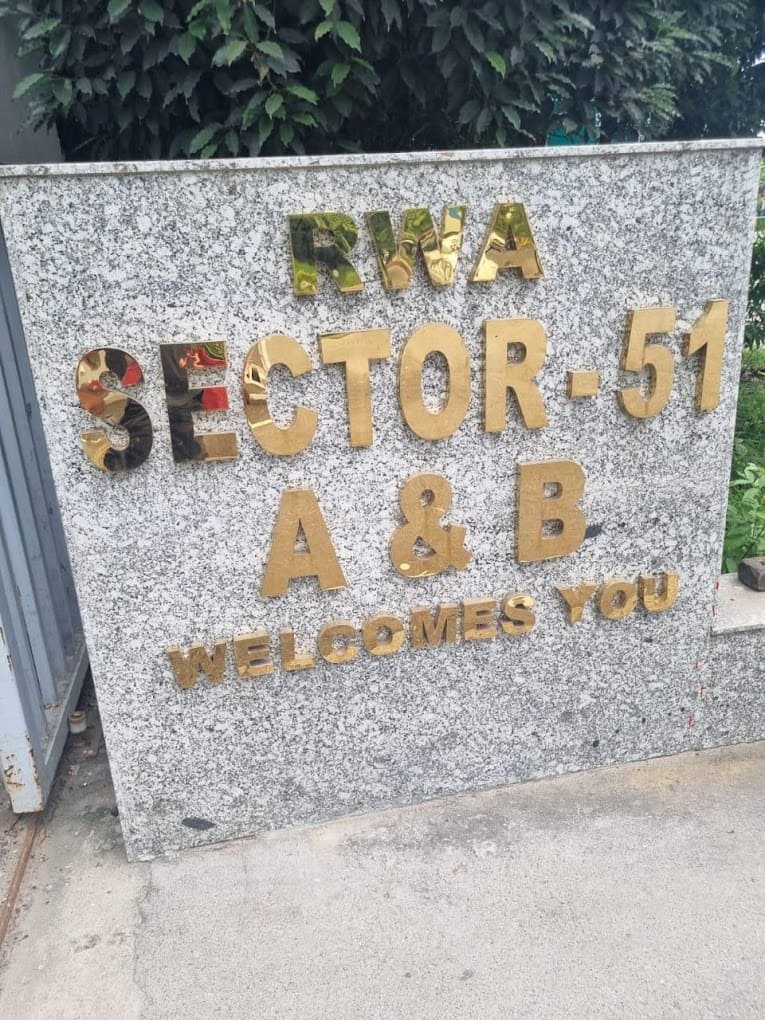 RWA
SECTOR-51
A & B
WELCOMES YOU